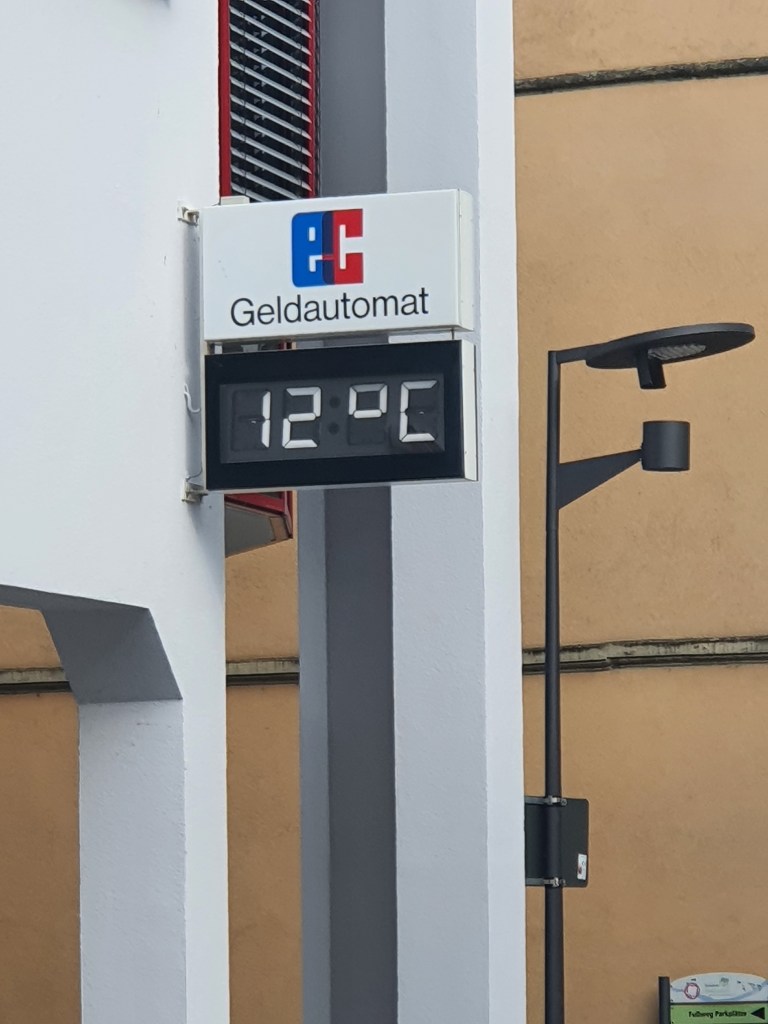 ec
Geldautomat
12 °C
Fußweg Parkplätze